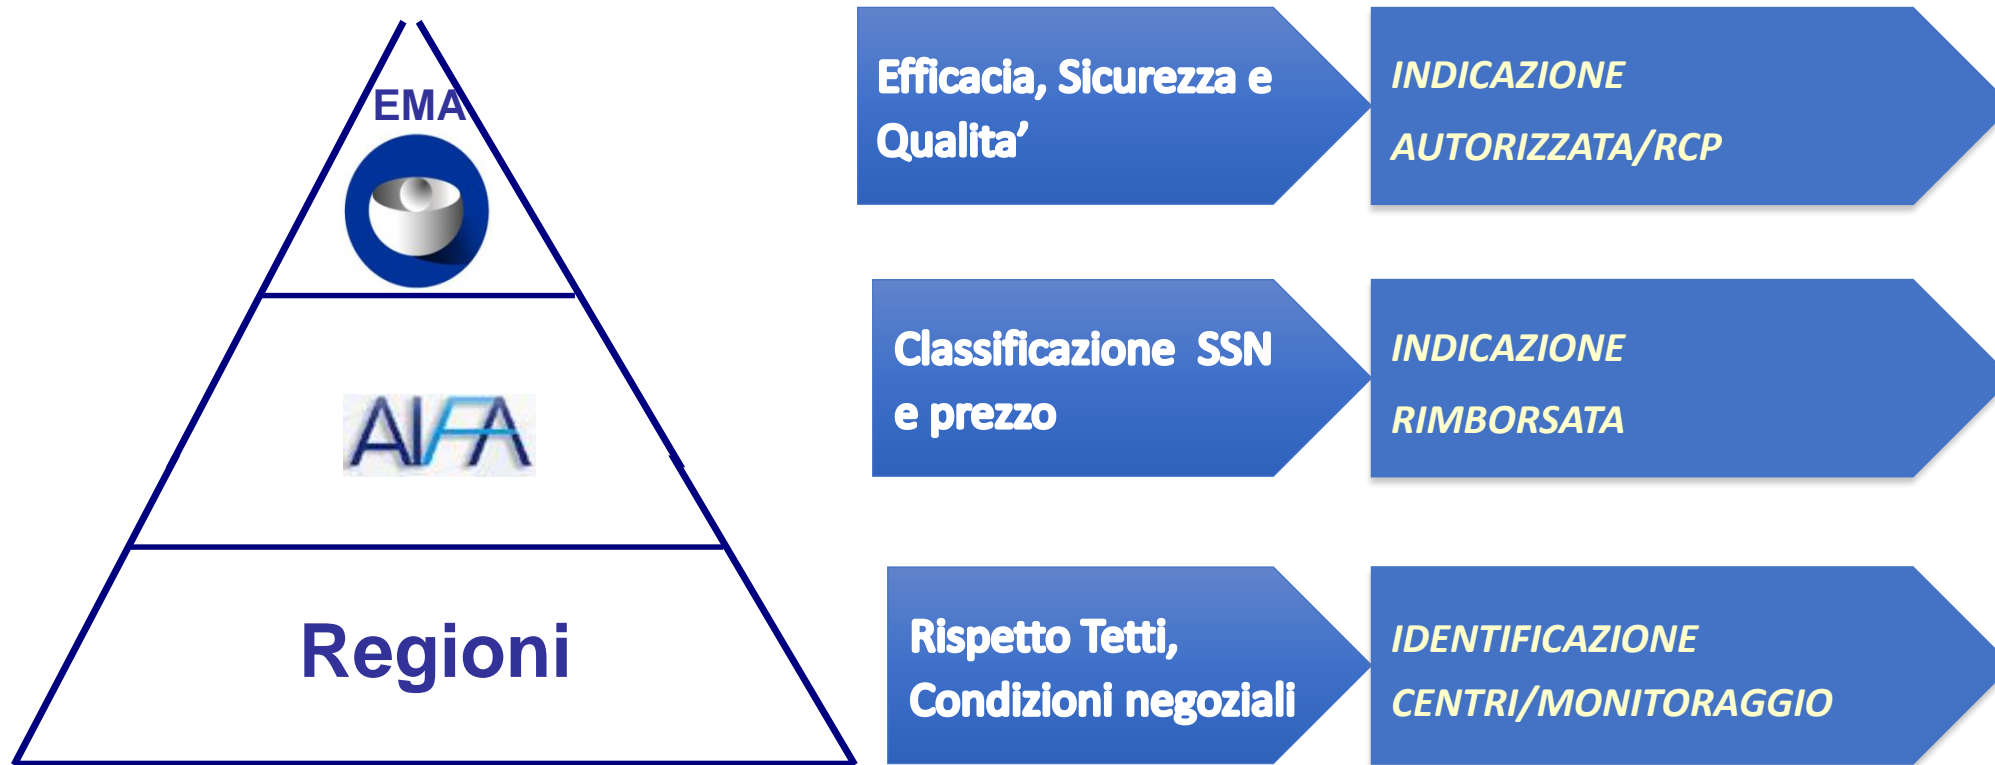 EMA
Efficacia, Sicurezza e
Qualita’
INDICAZIONE
AUTORIZZATA/RCP
AIFA
Classificazione SSN
e prezzo
INDICAZIONE
RIMBORSATA
Regioni
Rispetto Tetti,
Condizioni negoziali
IDENTIFICAZIONE
CENTRI/MONITORAGGIO